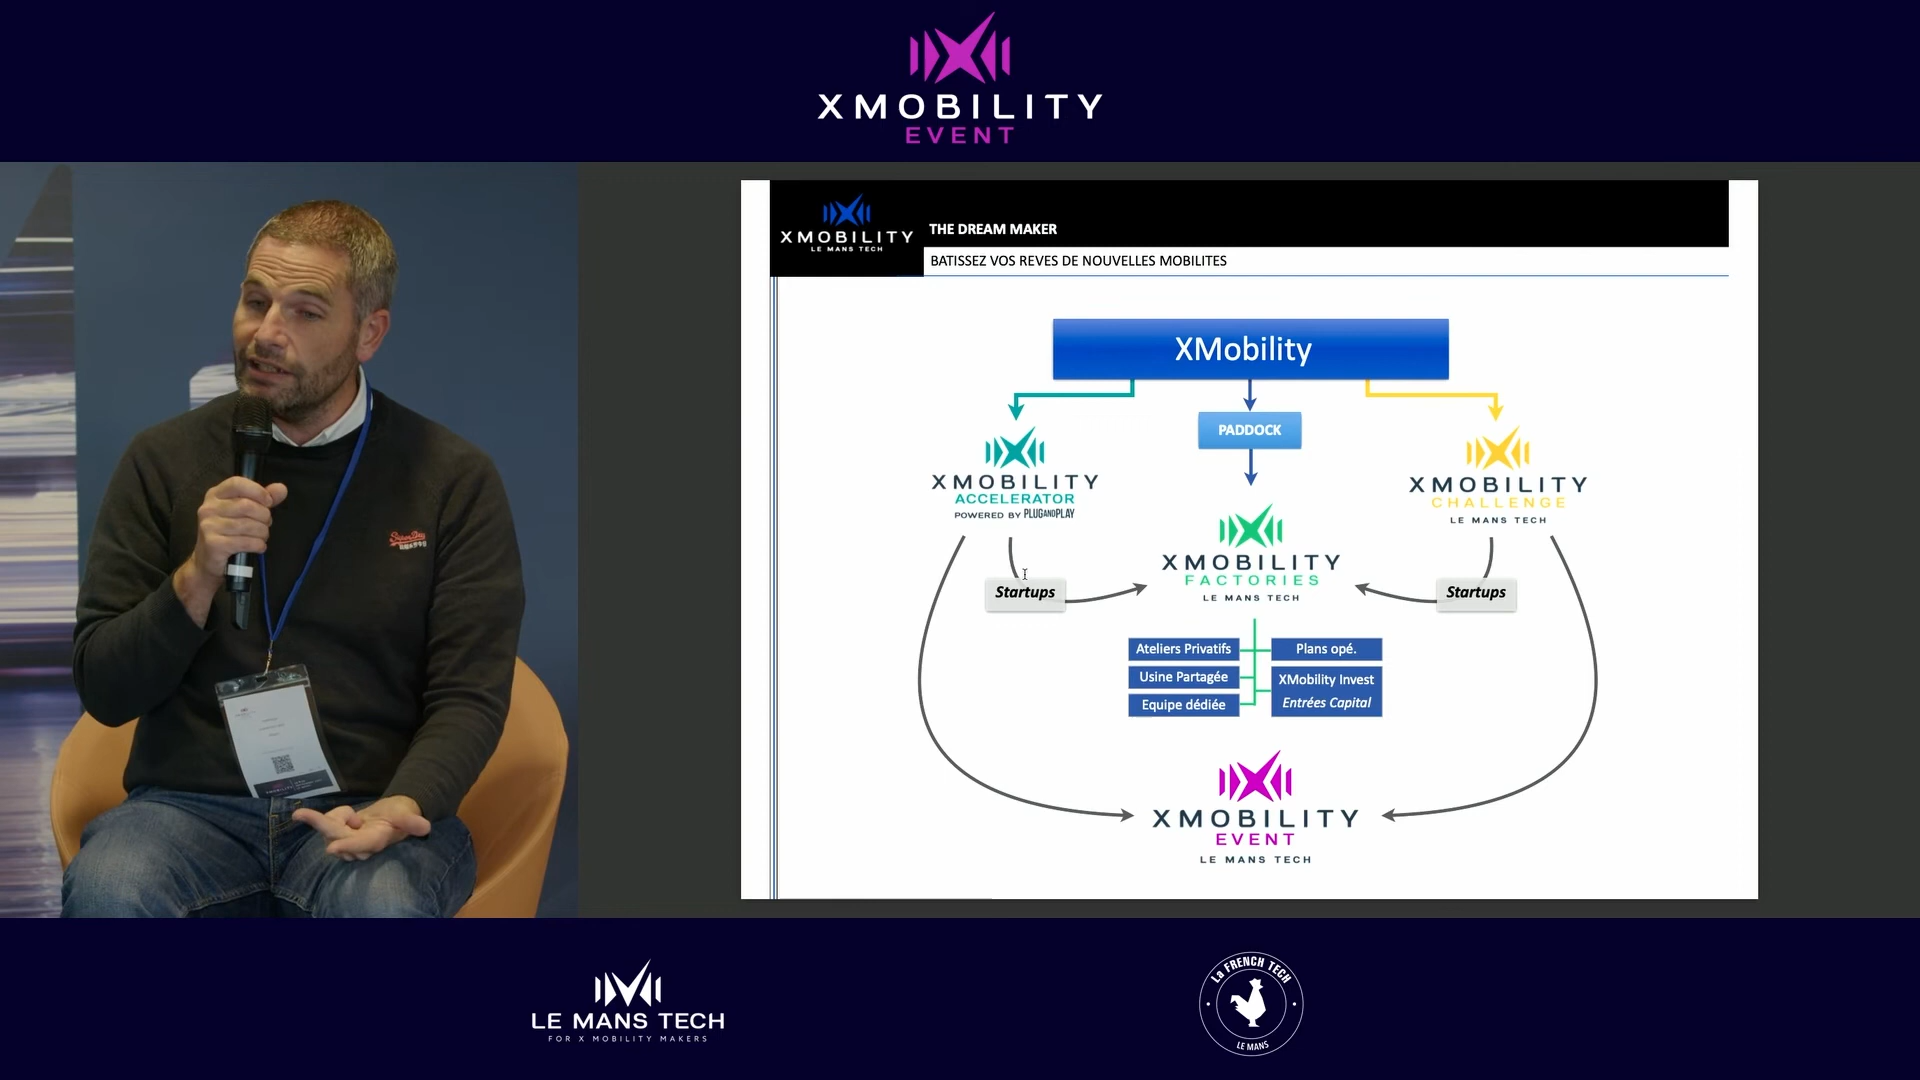 XMOBILITY
EVENT
XMOBILITY
LE MANS TECH
THE DREAM MAKER
BATISSEZ VOS REVES DE NOUVELLES MOBILITES
XMobility
PADDOCK
XMOBILITY
ACCELERATOR
POWERED BY PLUGANDPLAY
XMOBILITY
CHALLENGE
LE MANS TECH
XMOBILITY
FACTORIES
LE MANS TECH
Startups
Startups
Ateliers Privatifs
Usine Partagée
Equipe dédiée
Plans opé.
XMobility Invest
Entrées Capital
XMOBILITY
EVENT
LE MANS TECH
SuperDry
LE MANS TECH
FOR X MOBILITY MAKERS
La FRENCH TECH
LE MANS